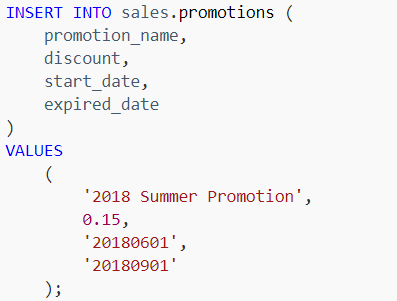 INSERT INTO sales.promotions (
    promotion_name,
    discount,
    start_date,
    expired_date
)
VALUES
    (
        '2018 Summer Promotion',
        0.15,
        '20180601',
        '20180901'
    );